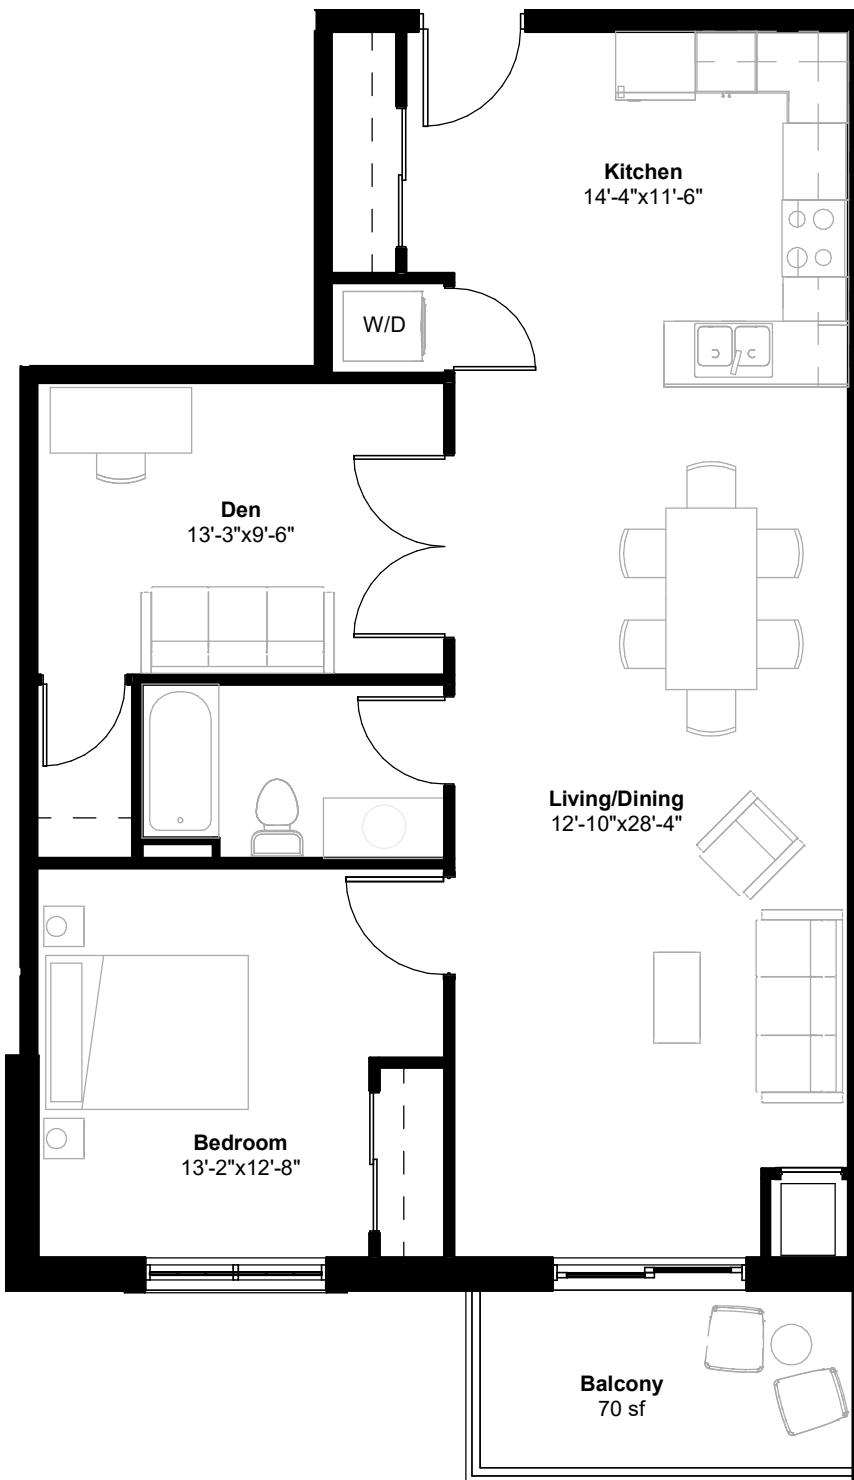 Kitchen
14'-4"x11'-6"
W/D
Den
13'-3"x9'-6"
Living/Dining
12'-10"x28'-4"
Bedroom
13'-2"x12'-8"
Balcony
70 sf